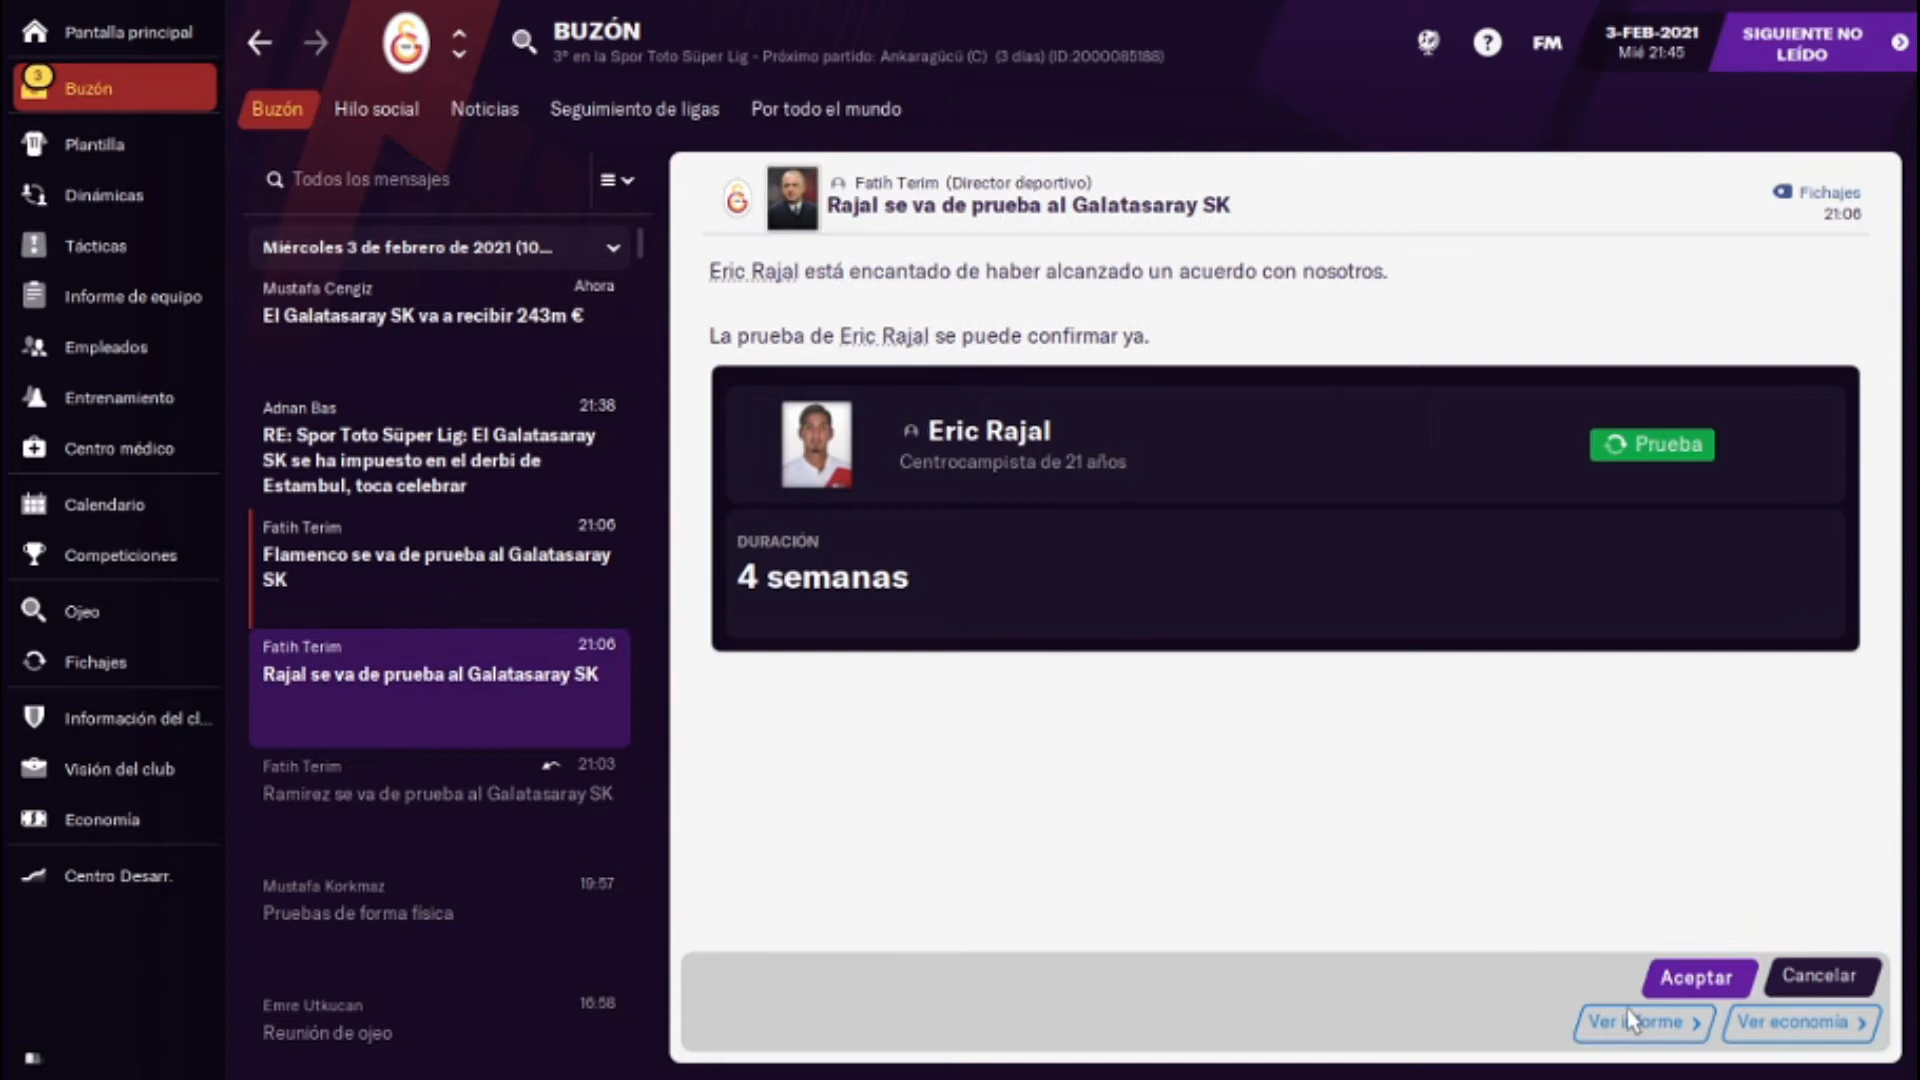 Pantalla principal
3
Buzón
Plantilla
Dinámicas
Tácticas
Informe de equipo
Empleados
Entrenamiento
Centro médico
Calendario
Competiciones
Ojeo
Fichajes
Información del cl...
Visión del club
Economía
Centro Desarr.
BUZÓN
3º en la Spor Toto Süper Lig - Próximo partido: Ankaragücü (C) (3 días) (ID:2000085188)
?
FM
3-FEB-2021
Mié 21:45
SIGUIENTE NO
LEÍDO
Buzón
Hilo social
Noticias
Seguimiento de ligas
Por todo el mundo
Todos los mensajes
Miércoles 3 de febrero de 2021 (10...
Mustafa Cengiz
Ahora
El Galatasaray SK va a recibir 243m €
Adnan Bas
21:38
RE: Spor Toto Süper Lig: El Galatasaray
SK se ha impuesto en el derbi de
Estambul, toca celebrar
Fatih Terim
21:06
Flamenco se va de prueba al Galatasaray
SK
Fatih Terim
21:06
Rajal se va de prueba al Galatasaray SK
Fatih Terim
21:03
Ramírez se va de prueba al Galatasaray SK
Mustafa Korkmaz
19:57
Pruebas de forma física
Emre Utkucan
16:58
Reunión de ojeo
Fatih Terim (Director deportivo)
Rajal se va de prueba al Galatasaray SK
Fichajes
21:06
Eric Rajal está encantado de haber alcanzado un acuerdo con nosotros.
La prueba de Eric Rajal se puede confirmar ya.
Eric Rajal
Centrocampista de 21 años
Prueba
DURACIÓN
4 semanas
Aceptar
Cancelar
Ver informe
Ver economía